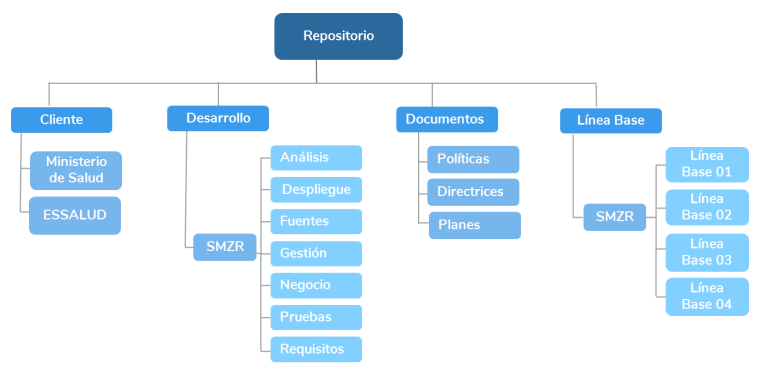 Repositorio
Cliente
Ministerio
de Salud
ESSALUD
Desarrollo
SMZR
Análisis
Despliegue
Fuentes
Gestión
Negocio
Pruebas
Requisitos
Documentos
Políticas
Directrices
Planes
Línea Base
SMZR
Línea
Base 01
Línea
Base 02
Línea
Base 03
Línea
Base 04